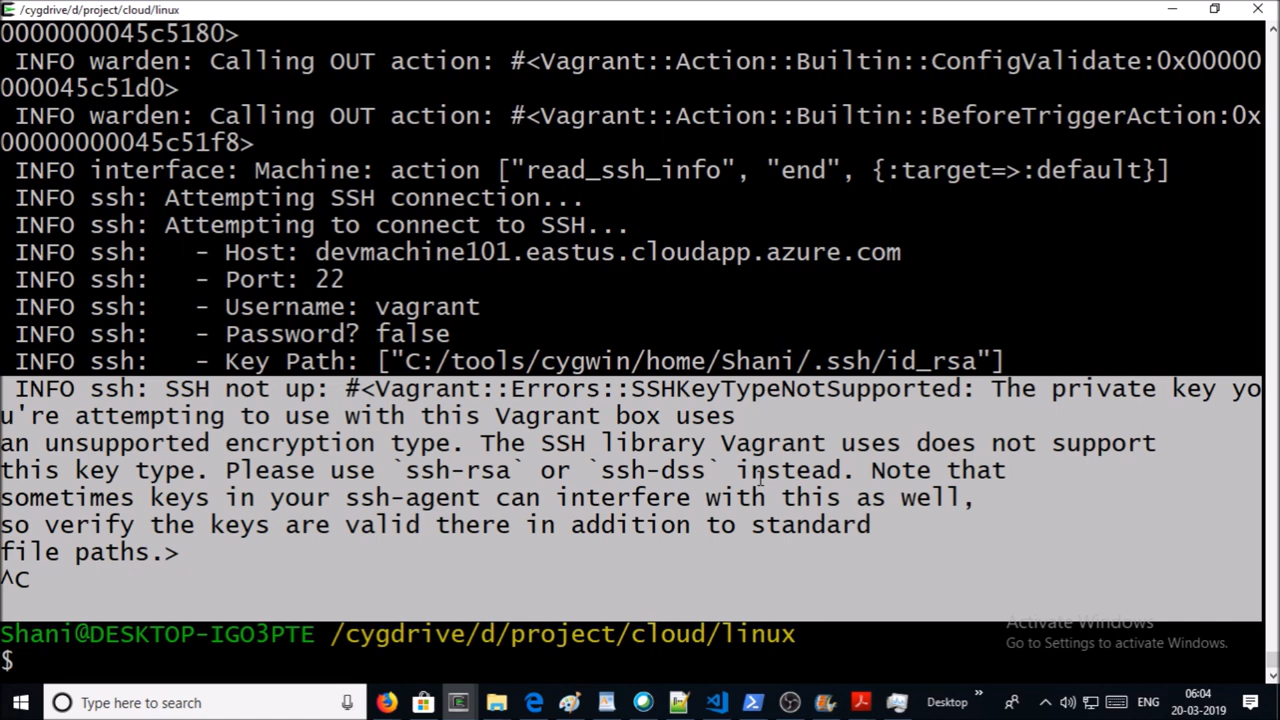 /cygdrive/d/project/cloud/linux
0000000045c5180>
 INFO warden: Calling OUT action: #<Vagrant::Action::Builtin::ConfigValidate:0x00000
000045c51d0>
 INFO warden: Calling OUT action: #<Vagrant::Action::Builtin::BeforeTriggerAction:0x
00000000045c51f8>
 INFO interface: Machine: action ["read_ssh_info", "end", {:target=>:default}]
 INFO ssh: Attempting SSH connection...
 INFO ssh: Attempting to connect to SSH...
 INFO ssh:   - Host: devmachine101.eastus.cloudapp.azure.com
 INFO ssh:   - Port: 22
 INFO ssh:   - Username: vagrant
 INFO ssh:   - Password? false
 INFO ssh:   - Key Path: ["C:/tools/cygwin/home/Shani/.ssh/id_rsa"]
 INFO ssh: SSH not up: #<Vagrant::Errors::SSHKeyTypeNotSupported: The private key yo
u're attempting to use with this Vagrant box uses
an unsupported encryption type. The SSH library Vagrant uses does not support
this key type. Please use `ssh-rsa` or `ssh-dss` instead. Note that
sometimes keys in your ssh-agent can interfere with this as well,
so verify the keys are valid there in addition to standard
file paths.>
^C
Shani@DESKTOP-IGO3PTE /cygdrive/d/project/cloud/linux
$
Activate Windows
Go to Settings to activate Windows.
Type here to search
Desktop
ENG
06:04
20-03-2019